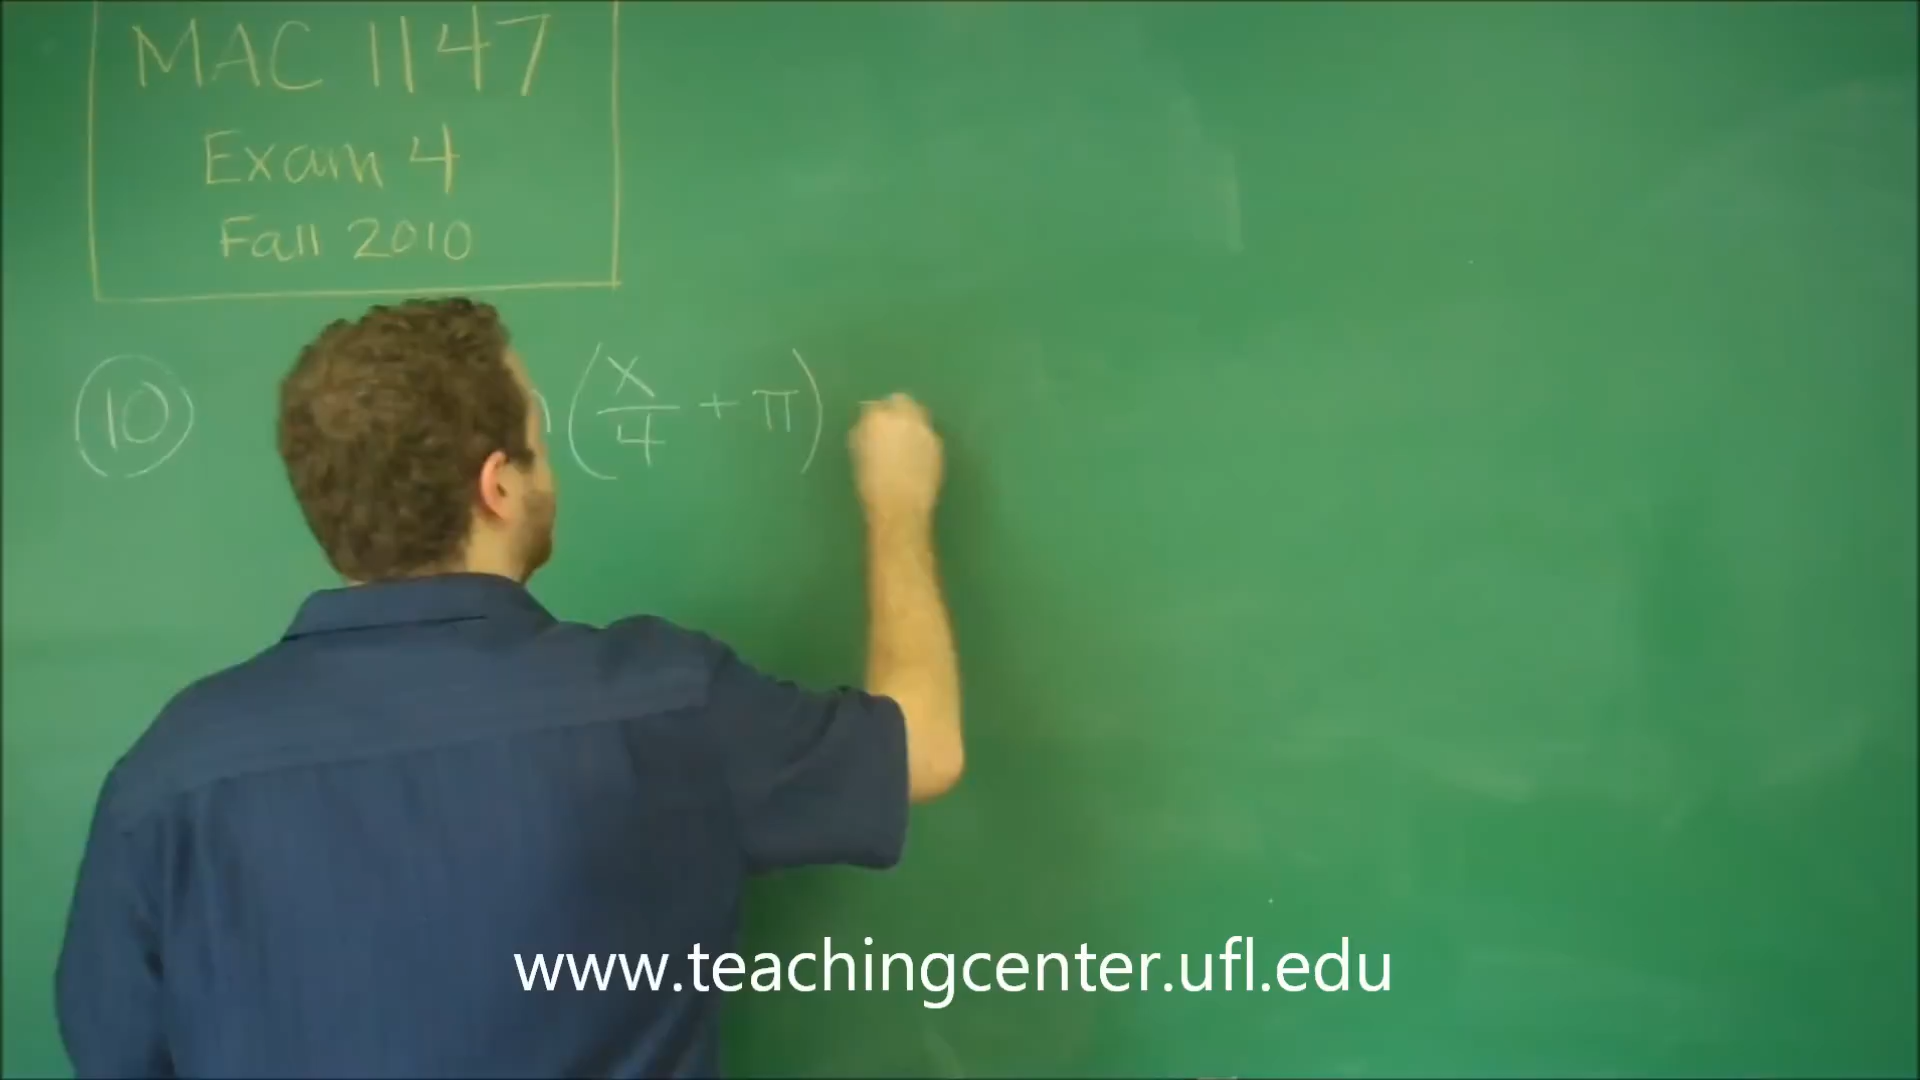 MAC 1147
Exam 4
Fall 2010
10 (x/4 + π)
www.teachingcenter.ufl.edu